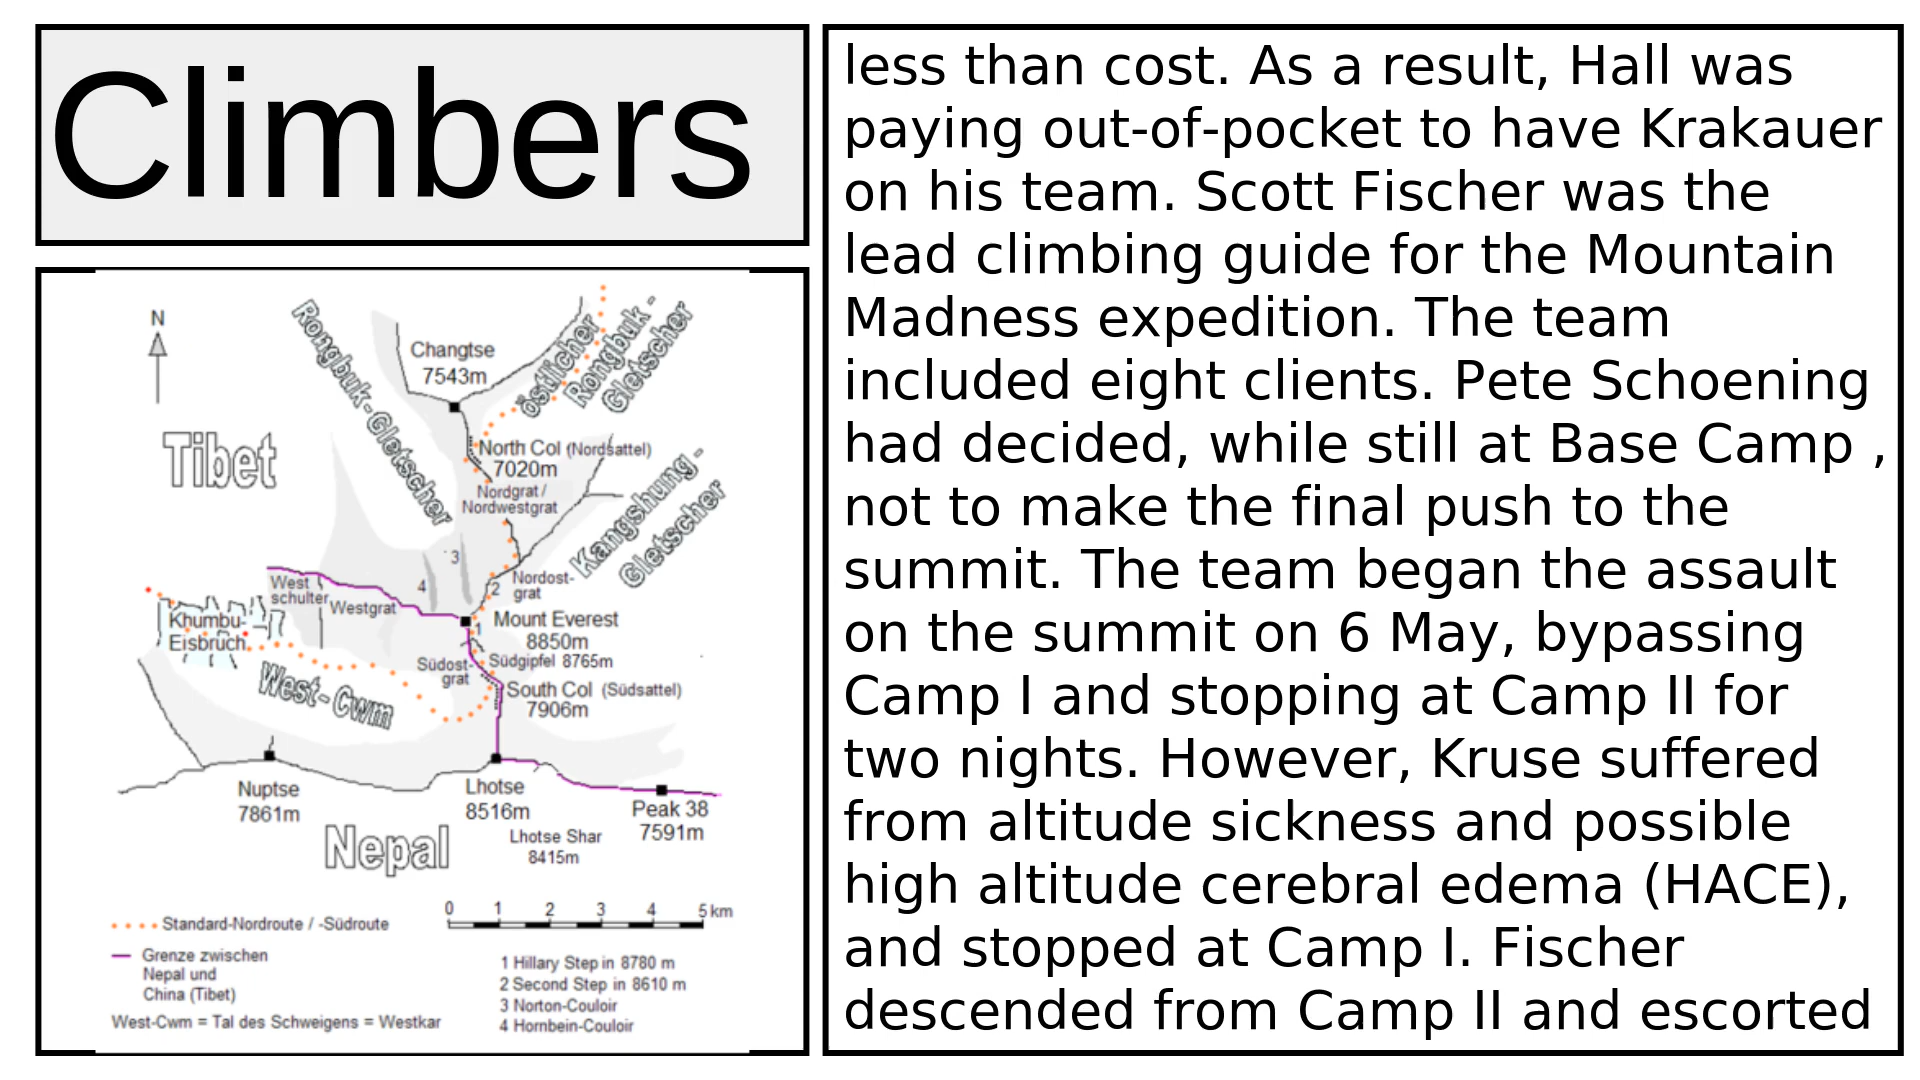 Climbers
less than cost. As a result, Hall was
paying out-of-pocket to have Krakauer
on his team. Scott Fischer was the
lead climbing guide for the Mountain
Madness expedition. The team
included eight clients. Pete Schoening
had decided, while still at Base Camp ,
not to make the final push to the
summit. The team began the assault
on the summit on 6 May, bypassing
Camp I and stopping at Camp II for
two nights. However, Kruse suffered
from altitude sickness and possible
high altitude cerebral edema (HACE),
and stopped at Camp I. Fischer
descended from Camp II and escorted
N
Rongbuk-Gletscher
Changtse
7543m
östlicher
Rongbuk-
Gletscher
Tibet
North Col (Nordsattel)
7020m
Nordgrat/
Nordwestgrat
Kangshung-
Gletscher
3
4
2
Nordost-
grat
West
schulter
Westgrat
Khumbu-
Eisbruch
Mount Everest
8850m
1
Südgipfel 8765m
Südost-
grat
West-Cwm
South Col (Südsattel)
7906m
Nuptse
7861m
Lhotse
8516m
Peak 38
7591m
Lhotse Shar
8415m
Nepal
0 1 2 3 4 5 km
Standard-Nordroute / -Südroute
Grenze zwischen
Nepal und
China (Tibet)
West-Cwm = Tal des Schweigens = Westkar
1 Hillary Step in 8780 m
2 Second Step in 8610 m
3 Norton-Couloir
4 Hornbein-Couloir